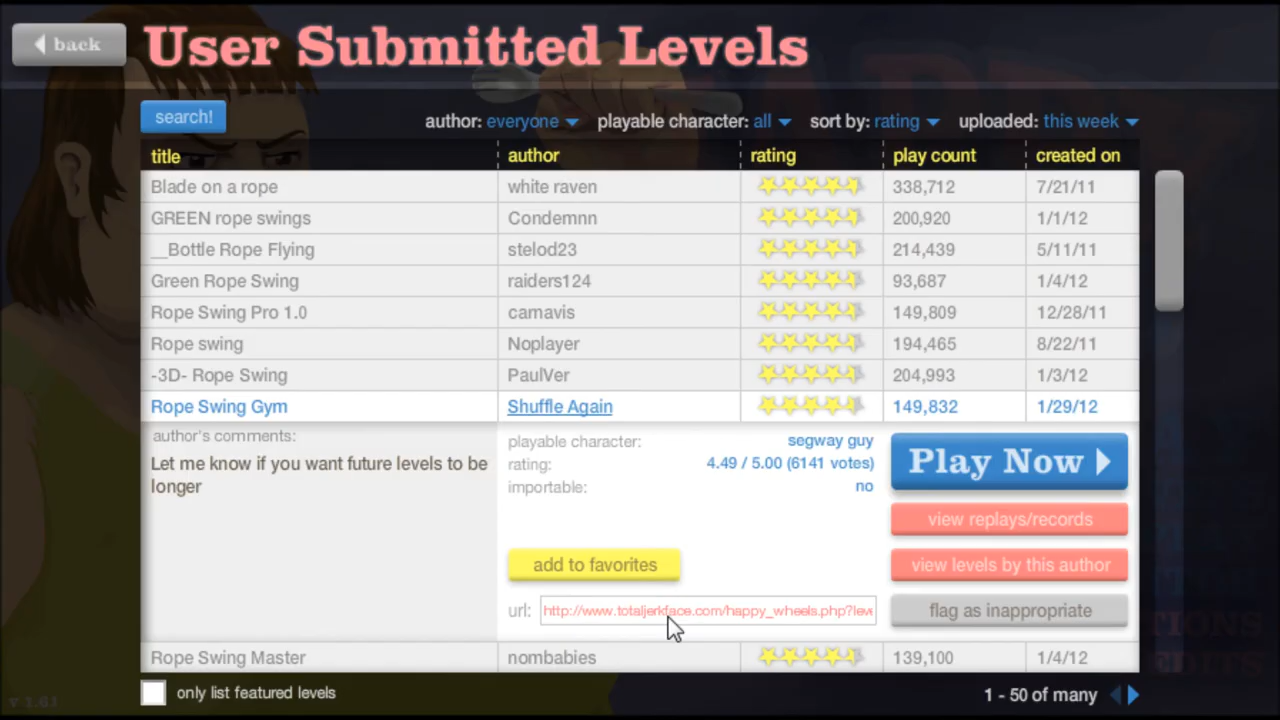 back
User Submitted Levels
search!
author: everyone playable character: all sort by: rating uploaded: this week
title author rating play count created on
Blade on a rope white raven 338,712 7/21/11
GREEN rope swings Condemnn 200,920 1/1/12
__Bottle Rope Flying stelod23 214,439 5/11/11
Green Rope Swing raiders124 93,687 1/4/12
Rope Swing Pro 1.0 camavis 149,809 12/28/11
Rope swing Noplayer 194,465 8/22/11
-3D- Rope Swing PaulVer 204,993 1/3/12
Rope Swing Gym Shuffle Again 149,832 1/29/12
author's comments:
Let me know if you want future levels to be
longer
playable character: segway guy
rating: 4.49 / 5.00 (6141 votes)
importable: no
Play Now
view replays/records
add to favorites
view levels by this author
url: http://www.totaljerkface.com/happy_wheels.php?leve
flag as inappropriate
Rope Swing Master nombabies 139,100 1/4/12
only list featured levels
1 - 50 of many
v 1.61